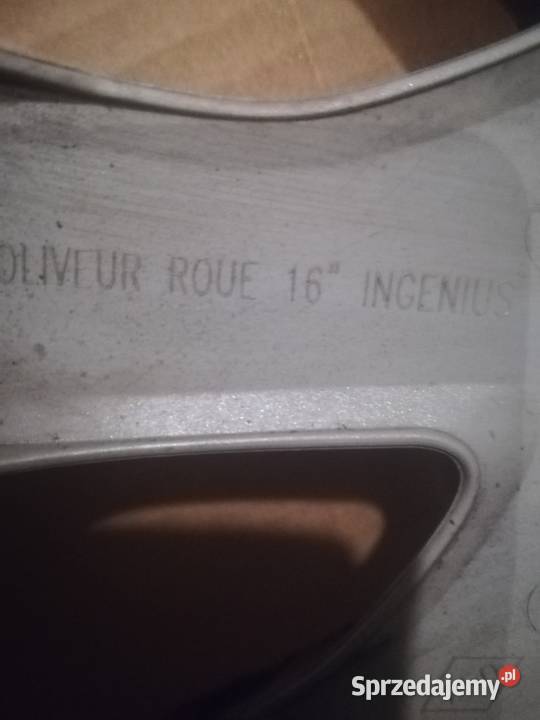 OLIVEUR ROUE 16" INGENIUS
Sprzedajemy.pl